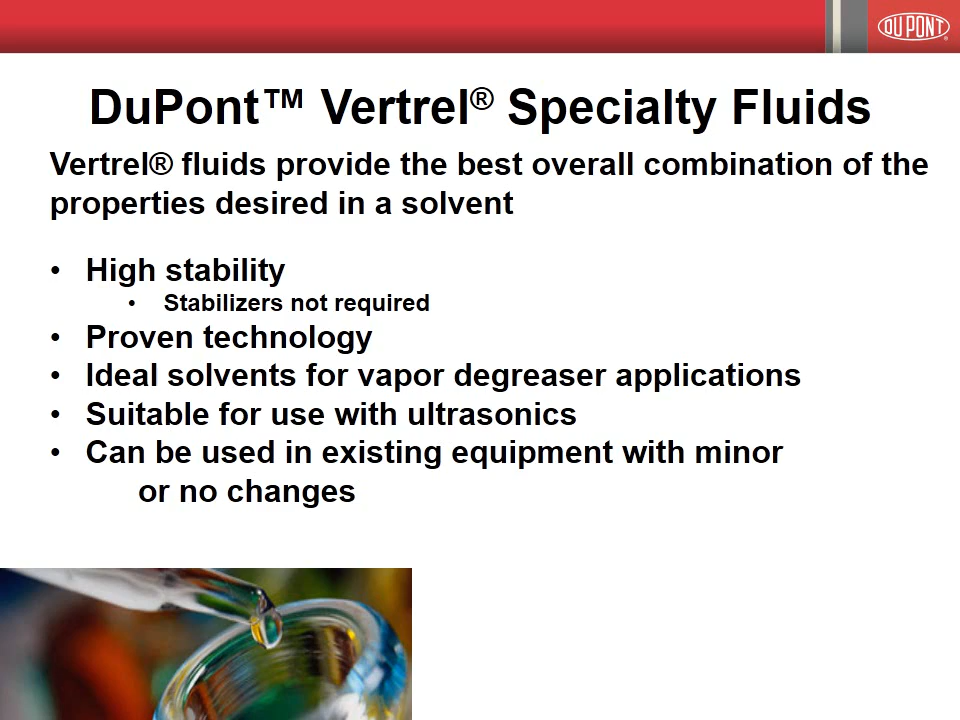 DUPONT®
DuPont™ Vertrel® Specialty Fluids
Vertrel® fluids provide the best overall combination of the
properties desired in a solvent
• High stability
• Stabilizers not required
• Proven technology
• Ideal solvents for vapor degreaser applications
• Suitable for use with ultrasonics
• Can be used in existing equipment with minor
or no changes